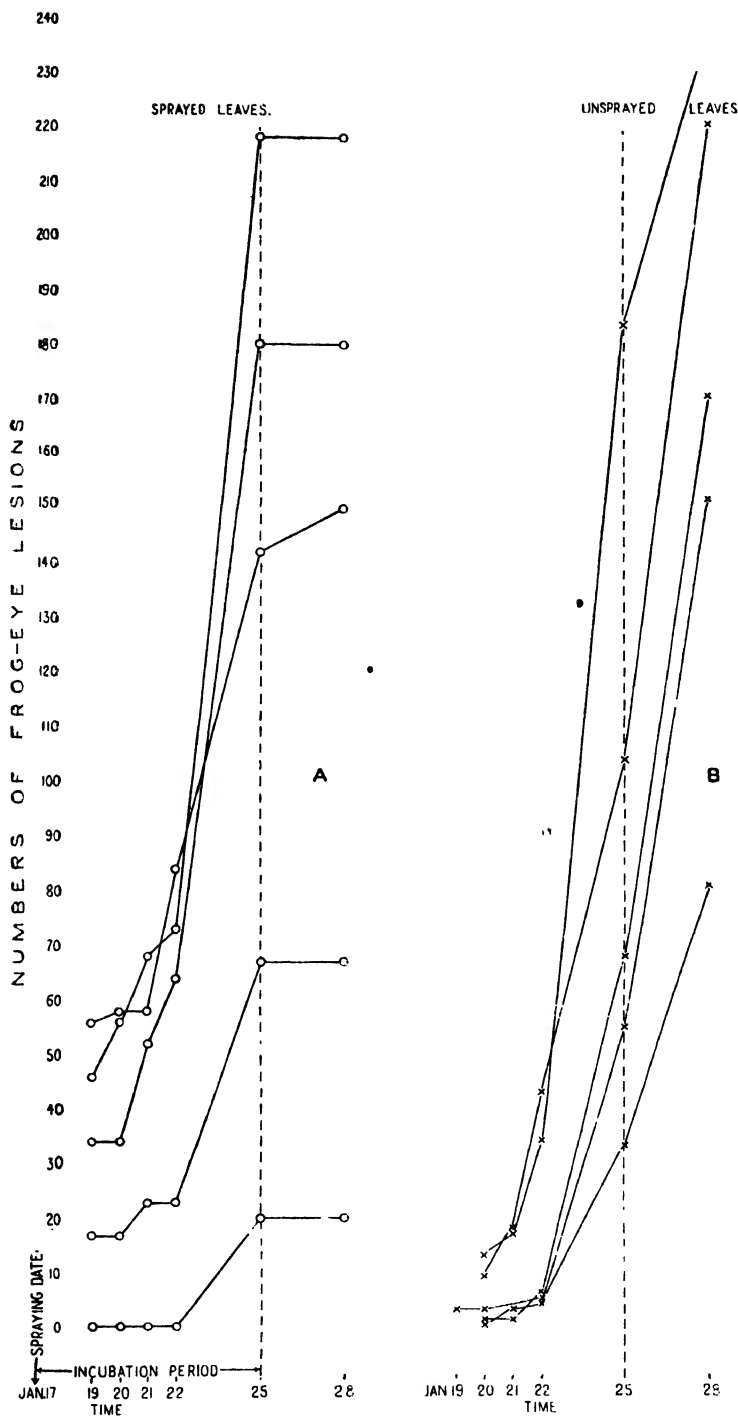 240
230
SPRAYED LEAVES.
UNSPRAYED LEAVES
220
210
200
190
180
170
160
150
140
130
120
110
100
A
B
90
80
70
60
50
40
30
20
10
0
NUMBERS OF FROG-EYE LESIONS
SPRAYING DATE.
INCUBATION PERIOD
JAN.17 19 20 21 22 25 28
TIME
JAN 19 20 21 22 25 28
TIME